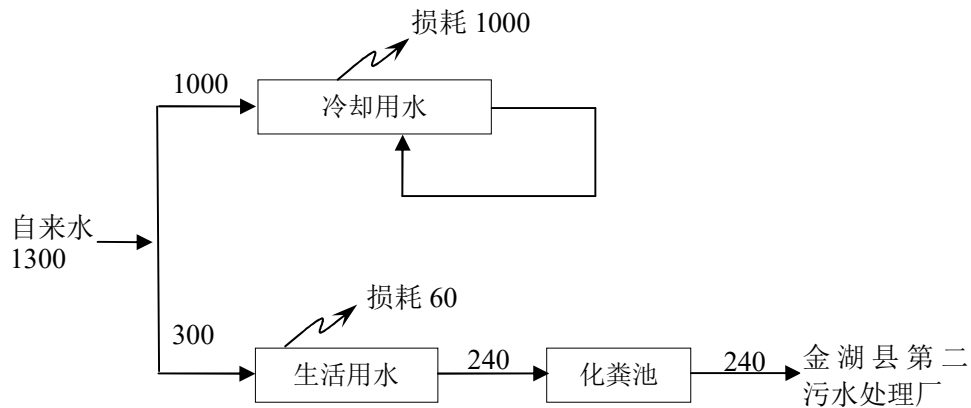 损耗 1000
1000
冷却用水
自来水
1300
损耗 60
300
生活用水
240
化粪池
240
金湖县第二
污水处理厂